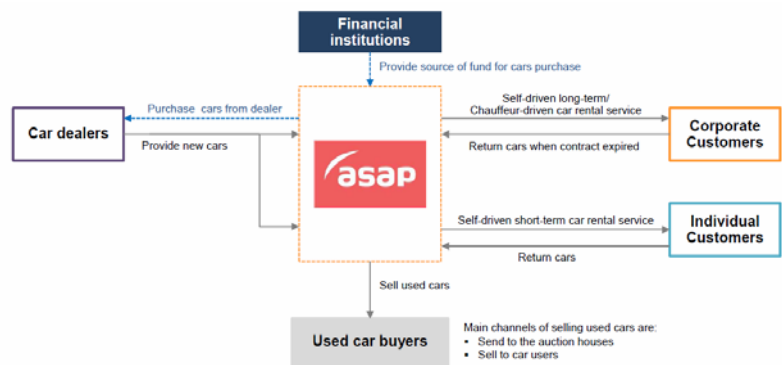 Financial
institutions
Provide source of fund for cars purchase
Purchase cars from dealer
Self-driven long-term/
Chauffeur-driven car rental service
Car dealers
Corporate
Customers
Provide new cars
Return cars when contract expired
asap
Self-driven short-term car rental service
Individual
Customers
Return cars
Sell used cars
Used car buyers
Main channels of selling used cars are:
▪ Send to the auction houses
▪ Sell to car users